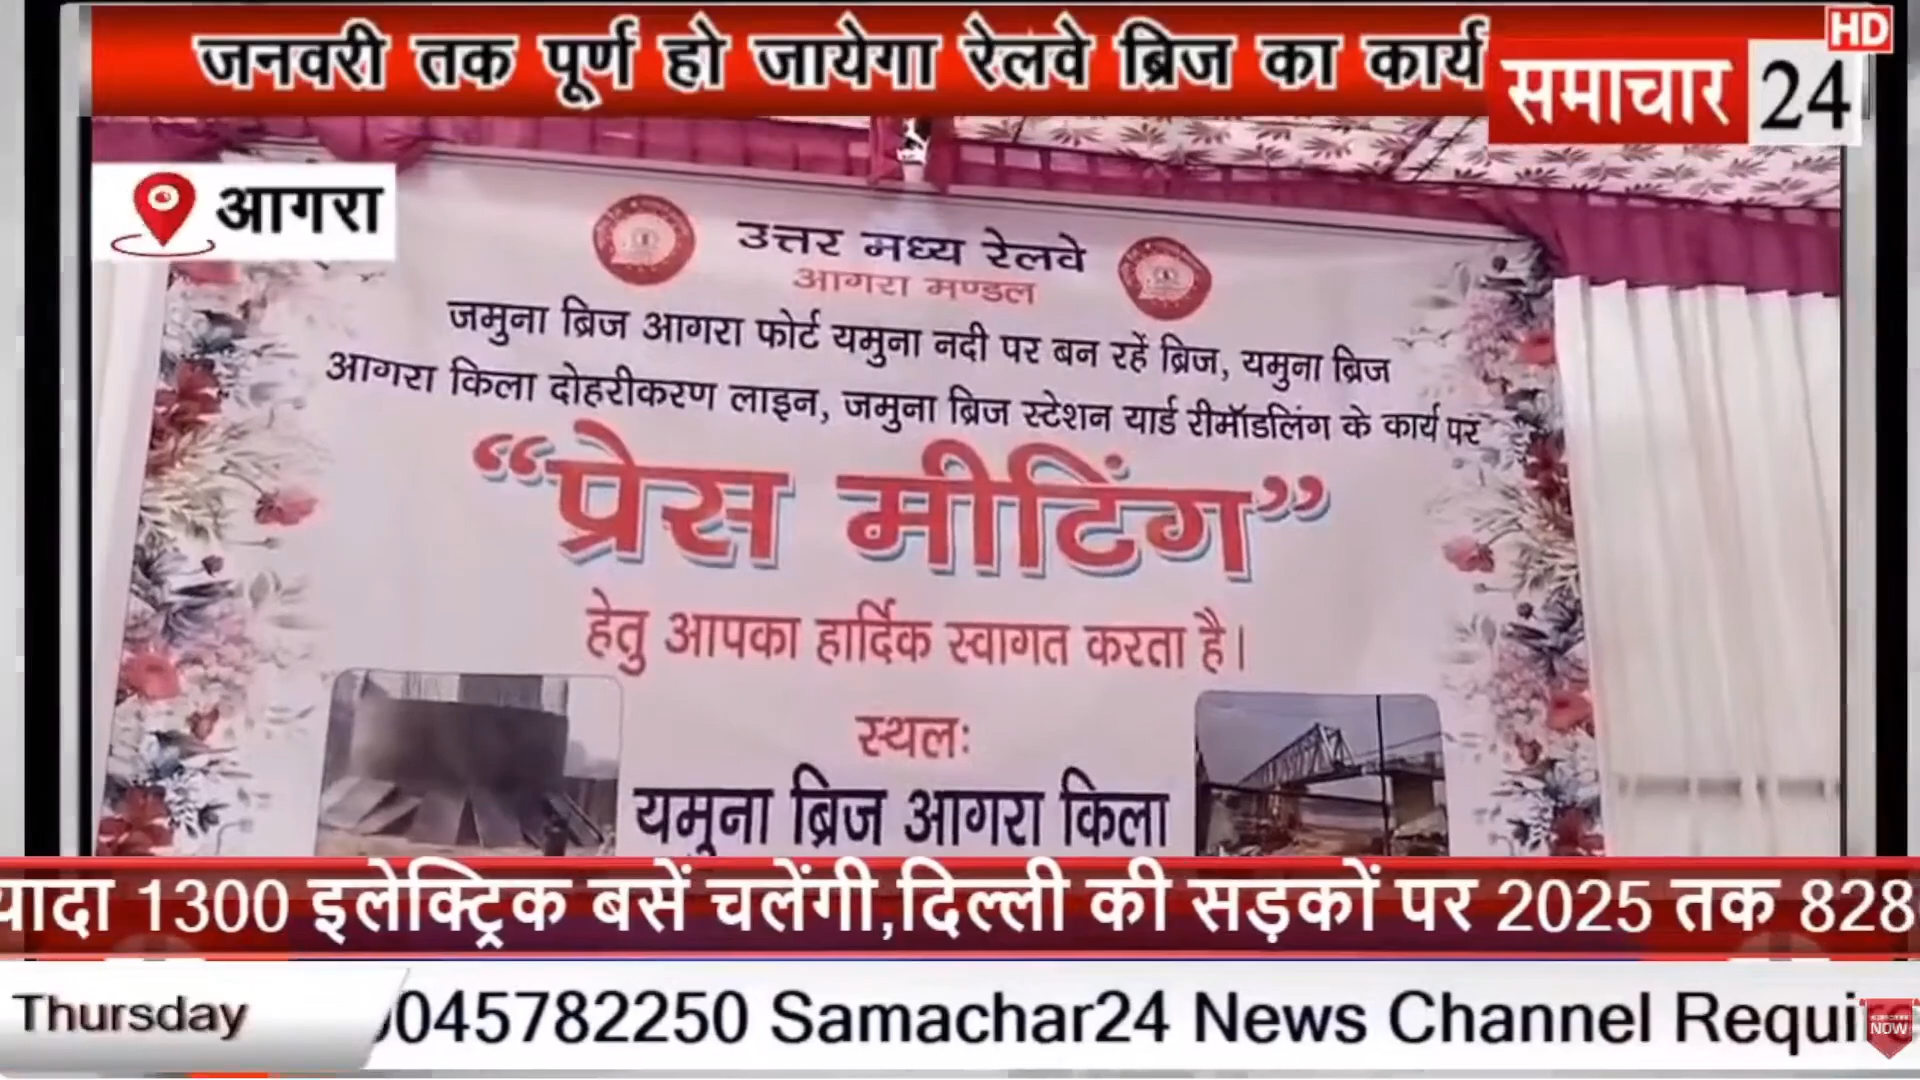 जनवरी तक पूर्ण हो जायेगा रेलवे ब्रिज का कार्य
HD
समाचार 24
आगरा
उत्तर मध्य रेलवे
आगरा मण्डल
जमुना ब्रिज आगरा फोर्ट यमुना नदी पर बन रहें ब्रिज, यमुना ब्रिज
आगरा किला दोहरीकरण लाइन, जमुना ब्रिज स्टेशन यार्ड रीमॉडलिंग के कार्य पर
“प्रेस मीटिंग”
हेतु आपका हार्दिक स्वागत करता है।
स्थलः
यमुना ब्रिज आगरा किला
1300 इलेक्ट्रिक बसें चलेंगी,दिल्ली की सड़कों पर 2025 तक 828
Thursday
045782250 Samachar24 News Channel Requi
NOW